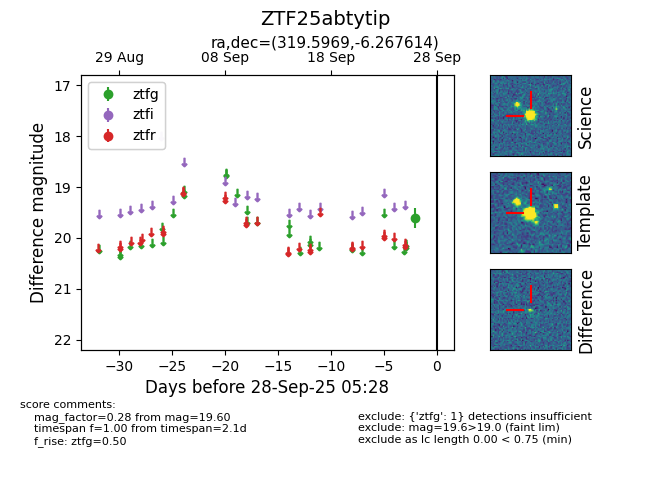 ZTF25abtytip
ra,dec=(319.5969,-6.267614)
29 Aug 08 Sep 18 Sep 28 Sep
ztfg
ztfi
ztfr
17
18
19
20
21
22
Difference magnitude
−30 −25 −20 −15 −10 −5 0
Days before 28-Sep-25 05:28
Science
Template
Difference
score comments:
mag_factor=0.28 from mag=19.60
timespan f=1.00 from timespan=2.1d
f_rise: ztfg=0.50
exclude: {'ztfg': 1} detections insufficient
exclude: mag=19.6>19.0 (faint lim)
exclude as lc length 0.00 < 0.75 (min)